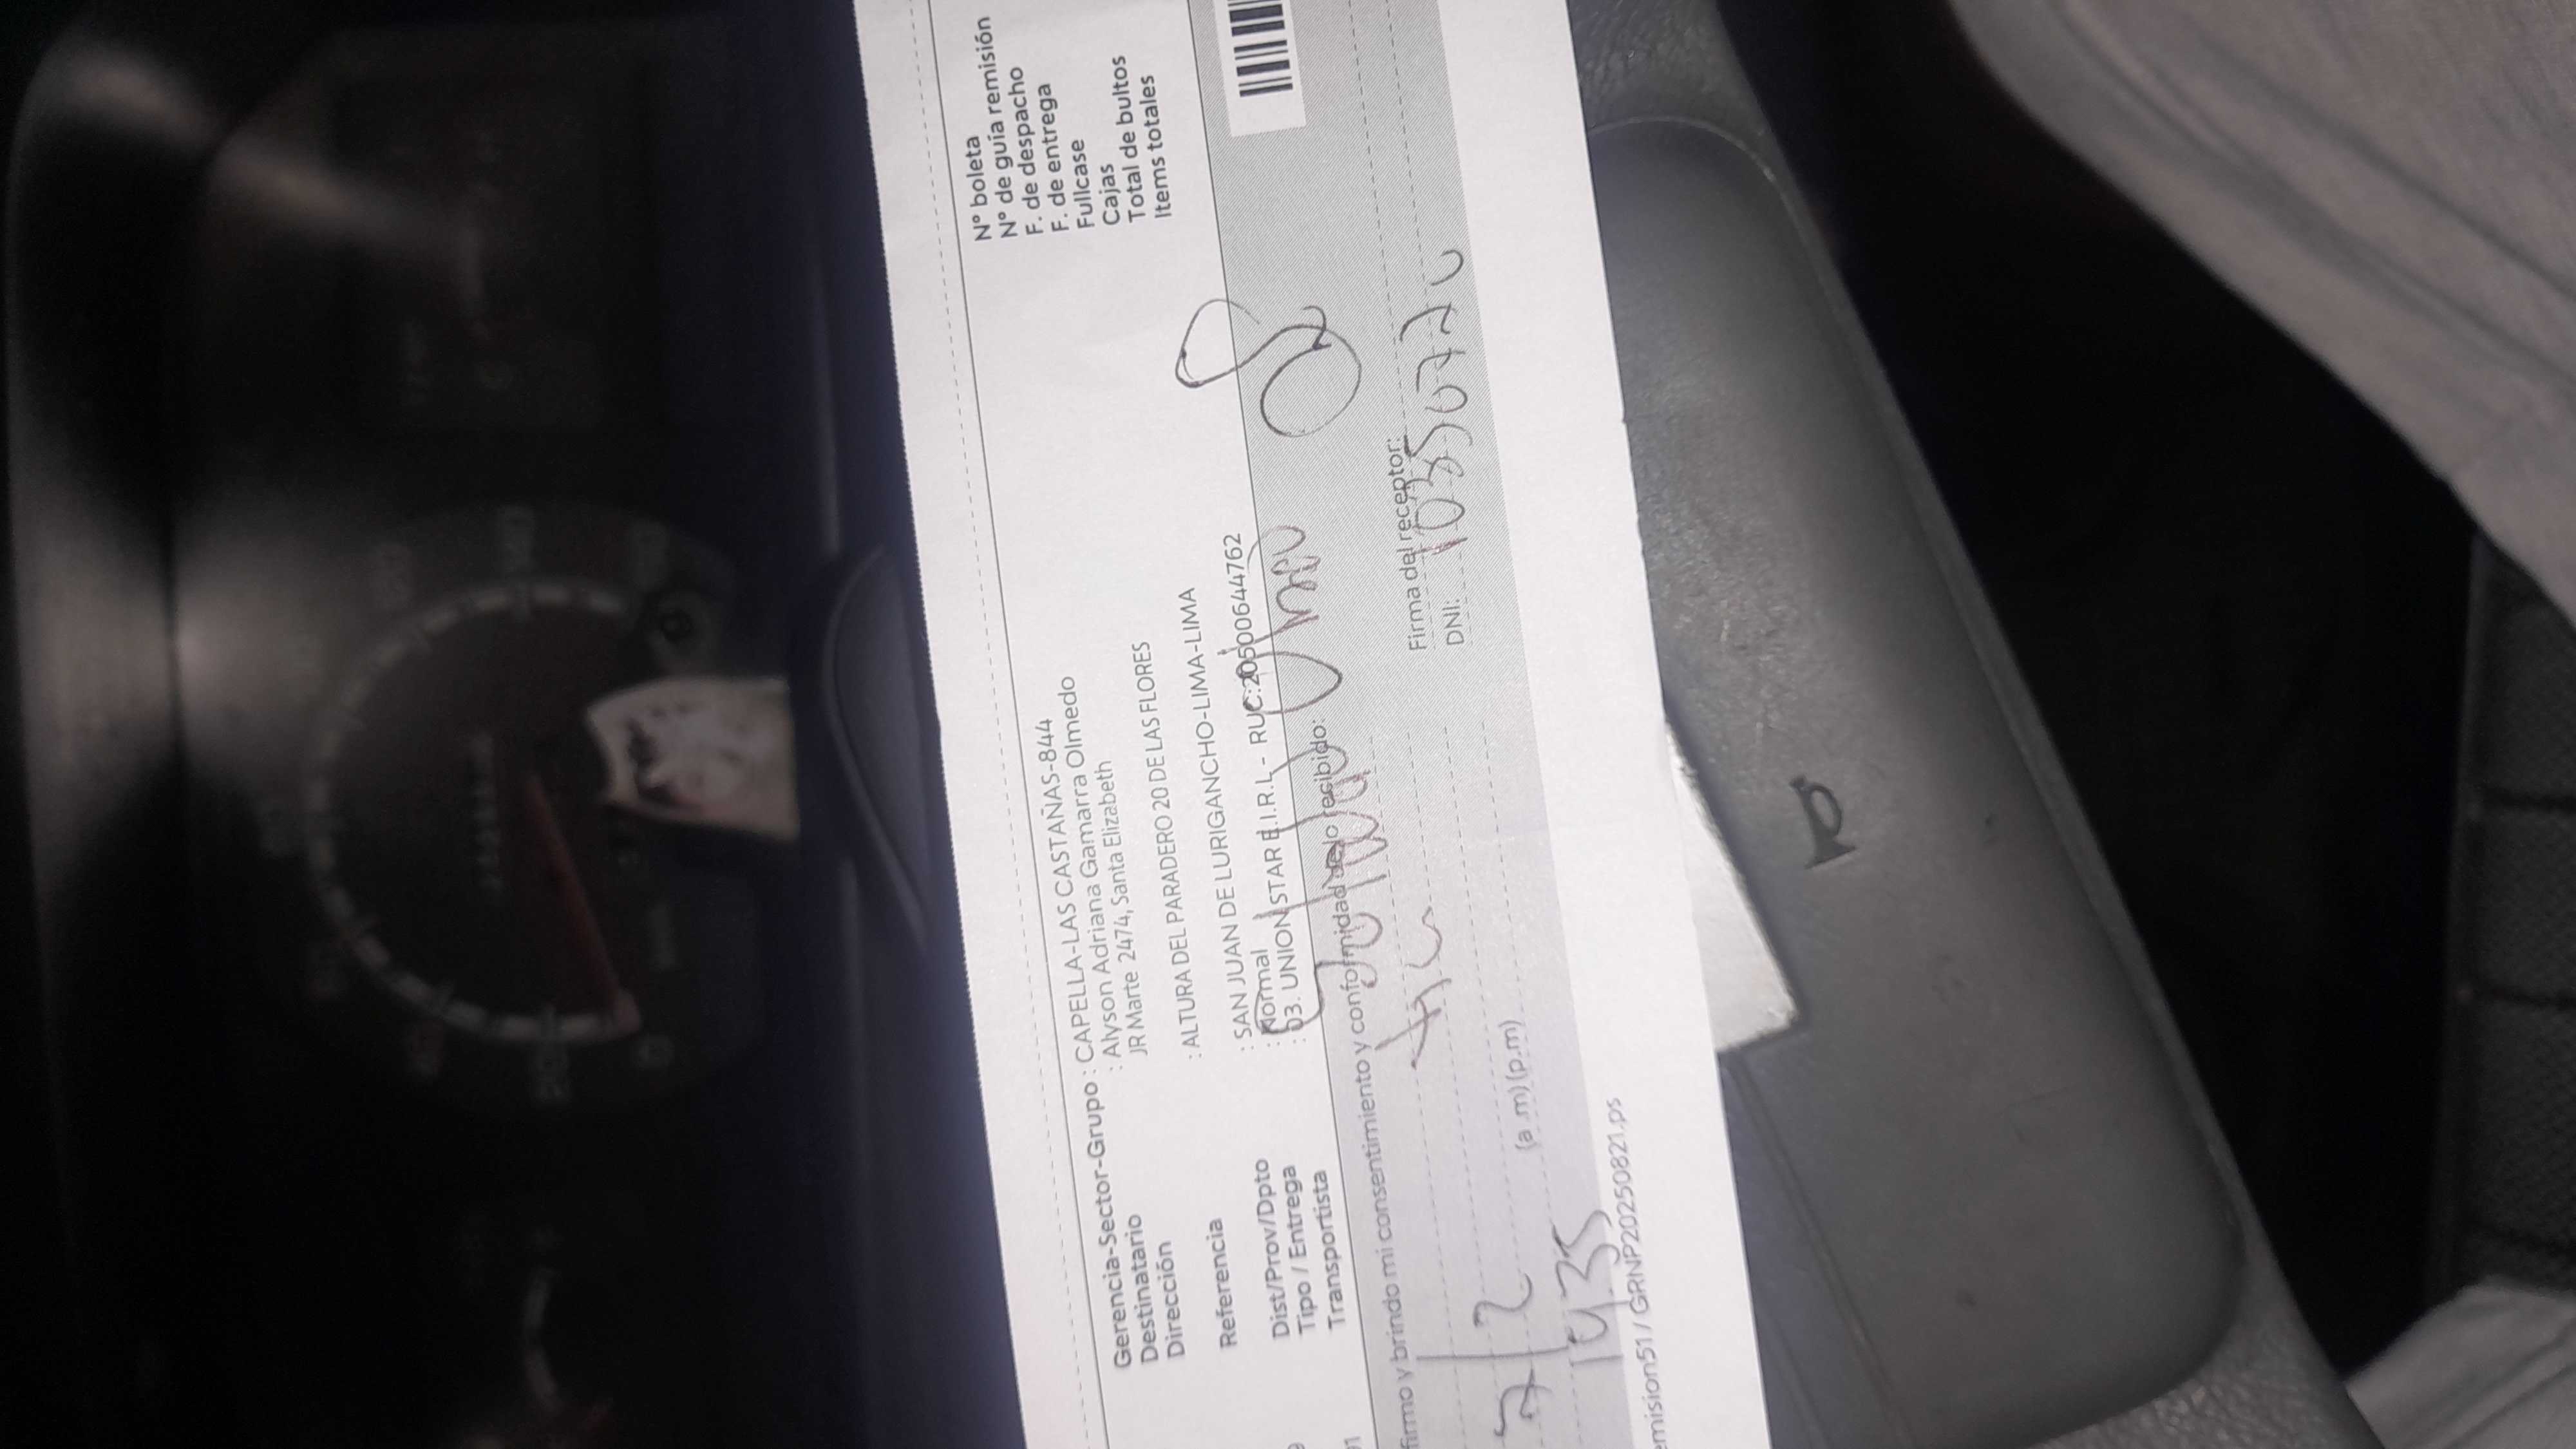 Gerencia-Sector-Grupo : CAPELLA-LAS CASTAÑAS-844
Destinatario : Alyson Adriana Gamarra Olmedo
Dirección JR Marte 2474, Santa Elizabeth
: ALTURA DEL PARADERO 20 DE LAS FLORES
Referencia
Dist/Prov/Dpto : SAN JUAN DE LURIGANCHO-LIMA-LIMA
Tipo / Entrega : Normal
Transportista : 03. UNION STAR E.I.R.L - RUC:20500644762
N° boleta
N° de guía remisión
F. de despacho
F. de entrega
Fullcase
Cajas
Total de bultos
Items totales
firmo y brindo mi consentimiento y conformidad de lo recibido:
Firma del receptor:
DNI:
(a.m) (p.m)
1435
emision51 / GRNP220250821.ps